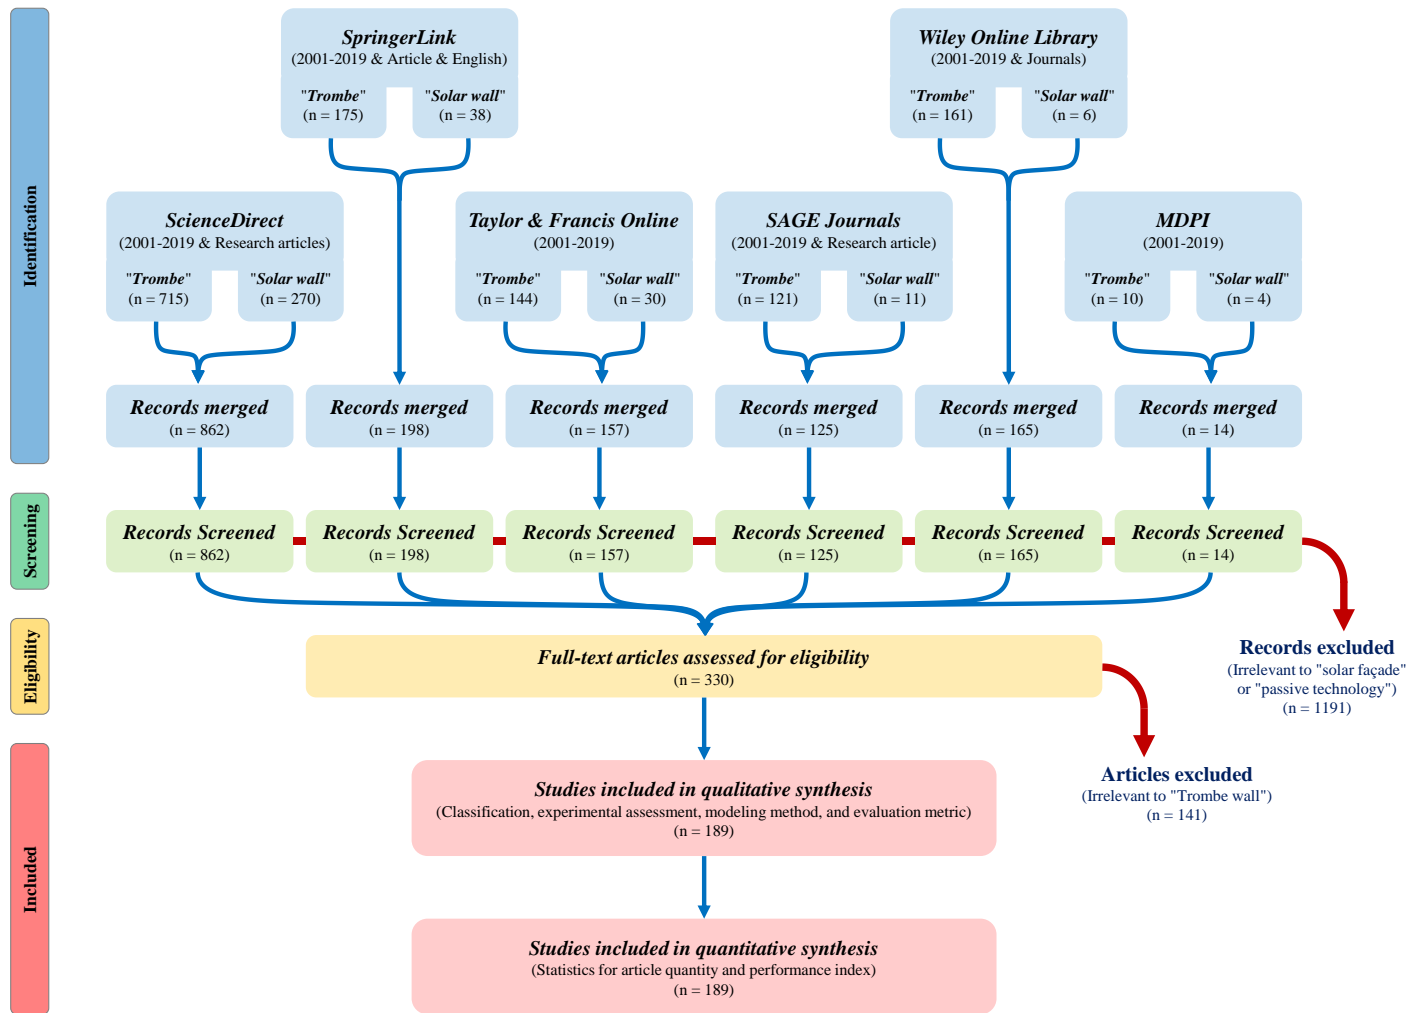 Identification
SpringerLink
(2001-2019 & Article & English)
"Trombe"
(n = 175)
"Solar wall"
(n = 38)
Wiley Online Library
(2001-2019 & Journals)
"Trombe"
(n = 161)
"Solar wall"
(n = 6)
ScienceDirect
(2001-2019 & Research articles)
"Trombe"
(n = 715)
"Solar wall"
(n = 270)
Taylor & Francis Online
(2001-2019)
"Trombe"
(n = 144)
"Solar wall"
(n = 30)
SAGE Journals
(2001-2019 & Research article)
"Trombe"
(n = 121)
"Solar wall"
(n = 11)
MDPI
(2001-2019)
"Trombe"
(n = 10)
"Solar wall"
(n = 4)
Records merged
(n = 862)
Records merged
(n = 198)
Records merged
(n = 157)
Records merged
(n = 125)
Records merged
(n = 165)
Records merged
(n = 14)
Screening
Records Screened
(n = 862)
Records Screened
(n = 198)
Records Screened
(n = 157)
Records Screened
(n = 125)
Records Screened
(n = 165)
Records Screened
(n = 14)
Records excluded
(Irrelevant to "solar façade"
or "passive technology")
(n = 1191)
Eligibility
Full-text articles assessed for eligibility
(n = 330)
Articles excluded
(Irrelevant to "Trombe wall")
(n = 141)
Included
Studies included in qualitative synthesis
(Classification, experimental assessment, modeling method, and evaluation metric)
(n = 189)
Studies included in quantitative synthesis
(Statistics for article quantity and performance index)
(n = 189)